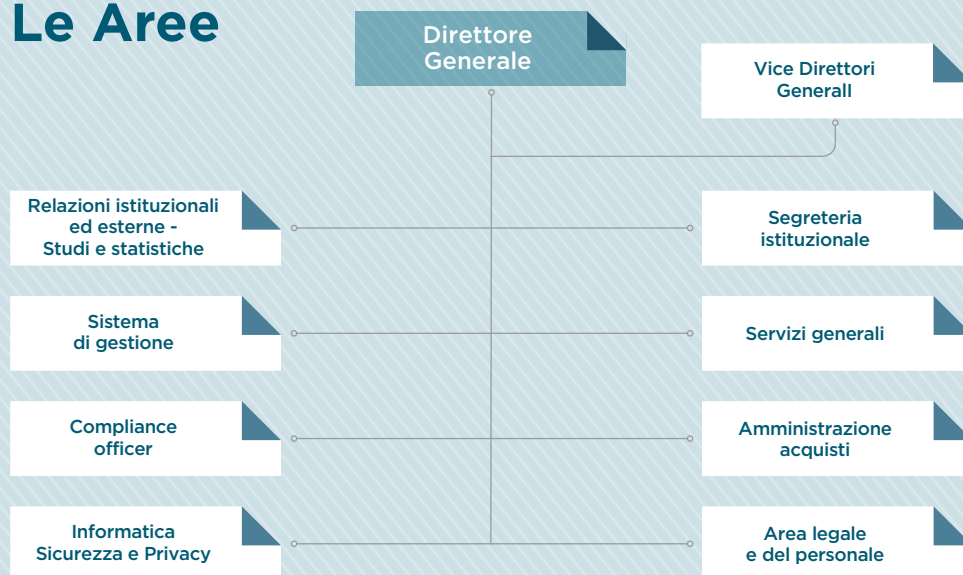 Le Aree
Direttore
Generale
Vice Direttori
Generall
Relazioni istituzionali
ed esterne -
Studi e statistiche
Segreteria
istituzionale
Sistema
di gestione
Servizi generali
Compliance
officer
Amministrazione
acquisti
Informatica
Sicurezza e Privacy
Area legale
e del personale